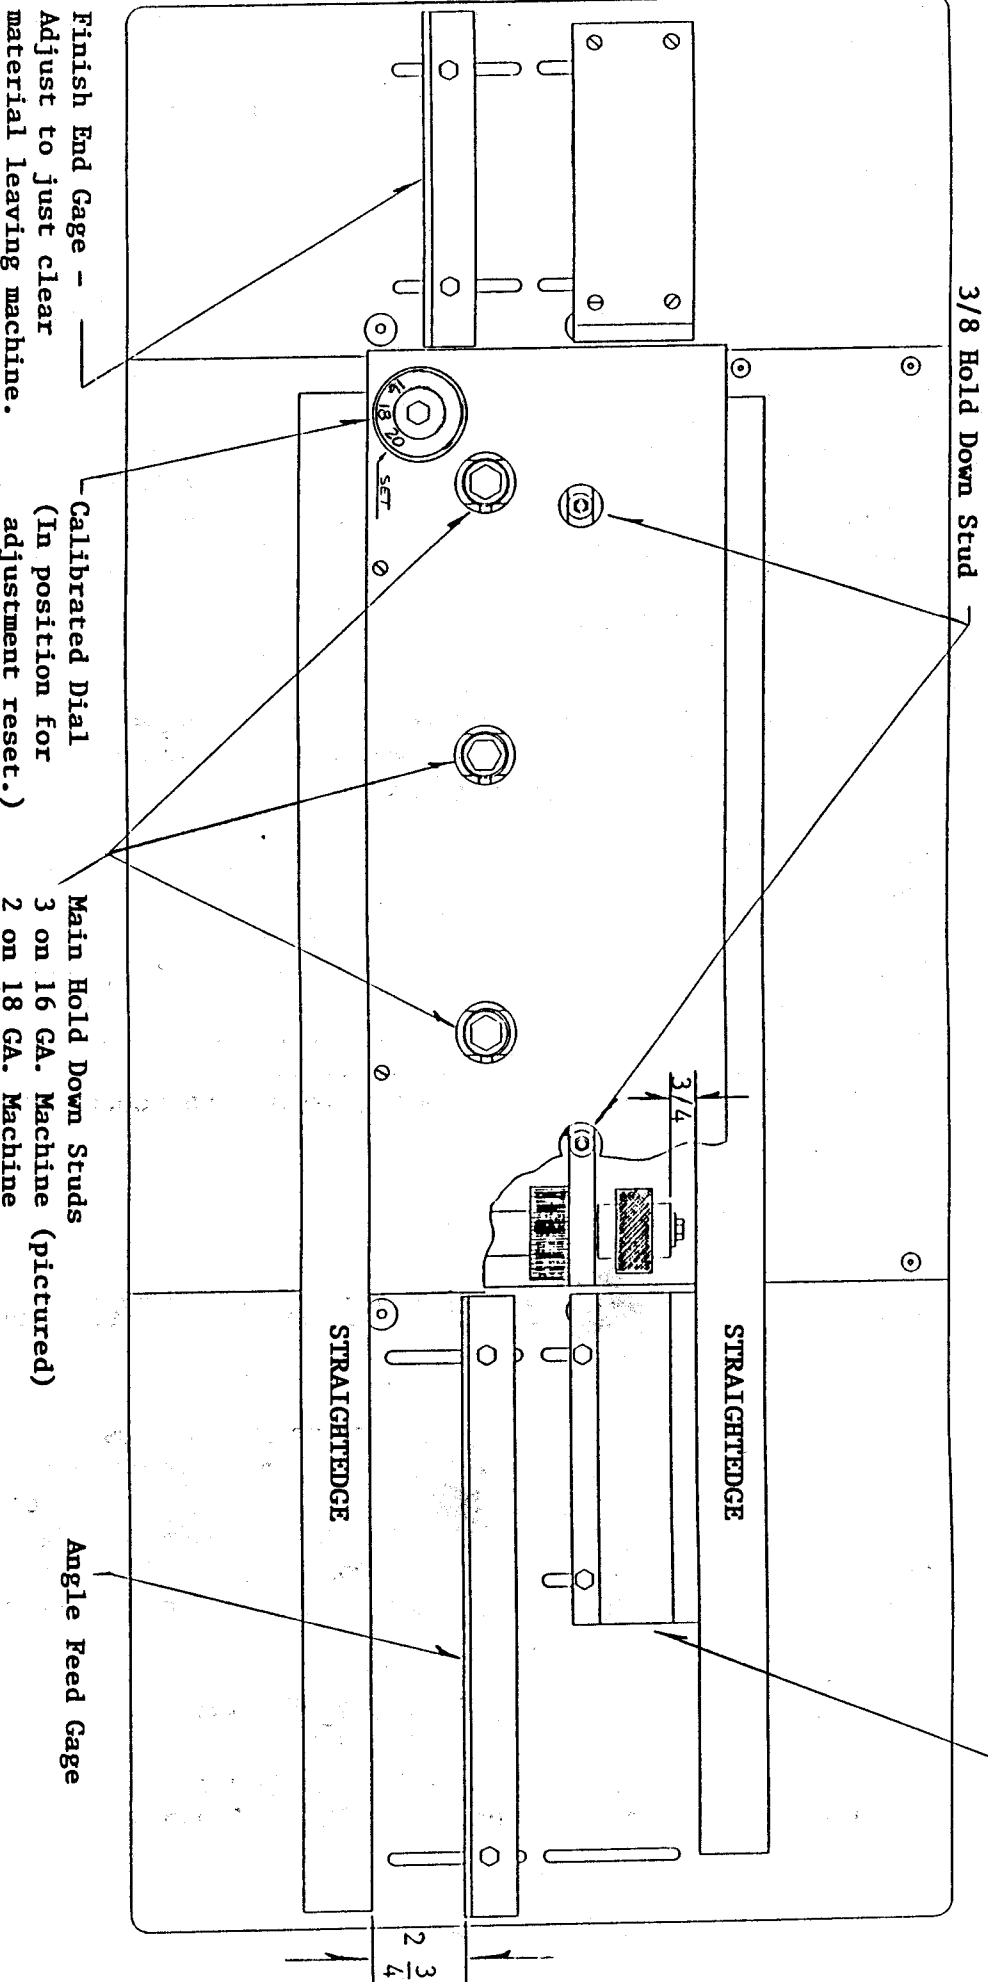 3/8 Hold Down Stud
3/4
STRAIGHTEDGE
STRAIGHTEDGE
16
18
20
SET
2 3/4
Finish End Gage -
Adjust to just clear
material leaving machine.
Calibrated Dial
(In position for
adjustment reset.)
Main Hold Down Studs
3 on 16 GA. Machine (pictured)
2 on 18 GA. Machine
Angle Feed Gage